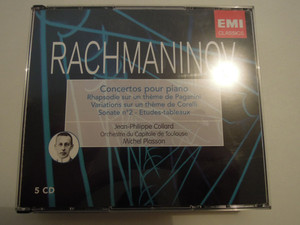 EMI
CLASSICS
RACHMANINOV
Concertos pour piano
Rhapsodie sur un thème de Paganini
Variations sur un thème de Corelli
Sonate n°2 - Etudes-tableaux
Jean-Philippe Collard
Orchestre du Capitole de Toulouse
Michel Plasson
5 CD